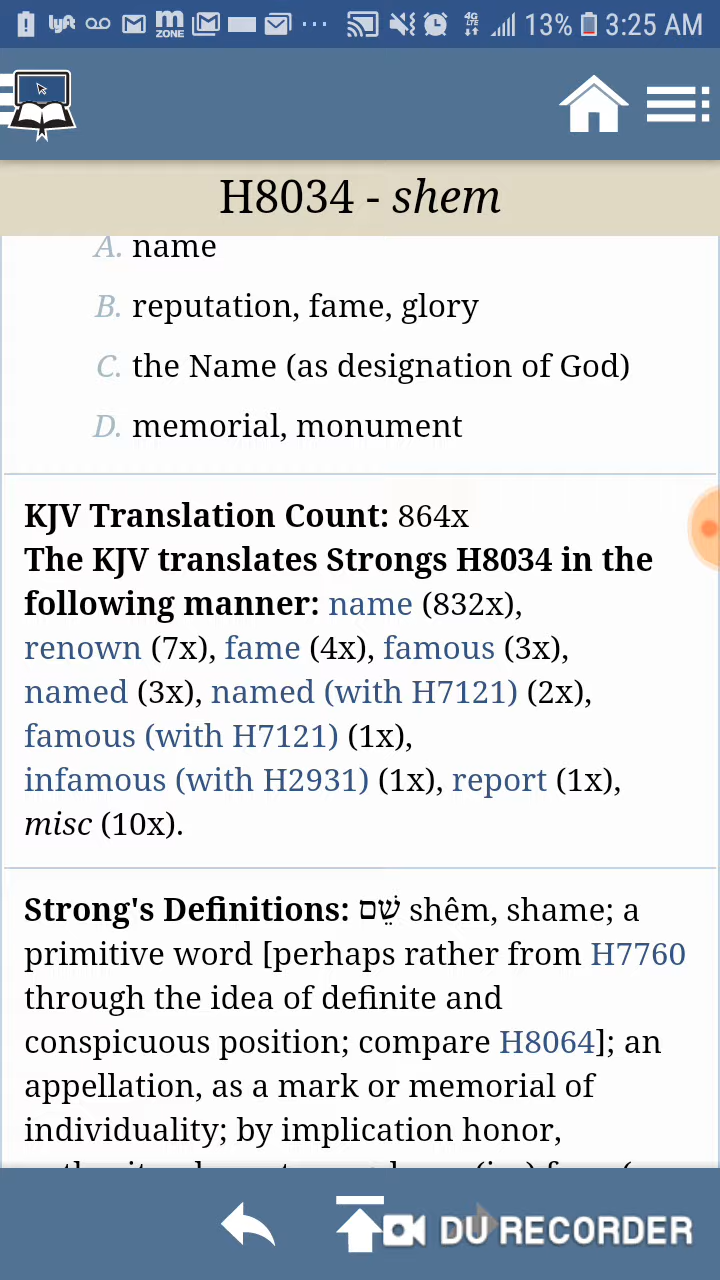 lyft m ZONE ... 4G LTE 13% 3:25 AM
H8034 - shem
A. name
B. reputation, fame, glory
C. the Name (as designation of God)
D. memorial, monument
KJV Translation Count: 864x
The KJV translates Strongs H8034 in the
following manner: name (832x),
renown (7x), fame (4x), famous (3x),
named (3x), named (with H7121) (2x),
famous (with H7121) (1x),
infamous (with H2931) (1x), report (1x),
misc (10x).
Strong's Definitions: שֵׁם shêm, shame; a
primitive word [perhaps rather from H7760
through the idea of definite and
conspicuous position; compare H8064]; an
appellation, as a mark or memorial of
individuality; by implication honor,
DU RECORDER